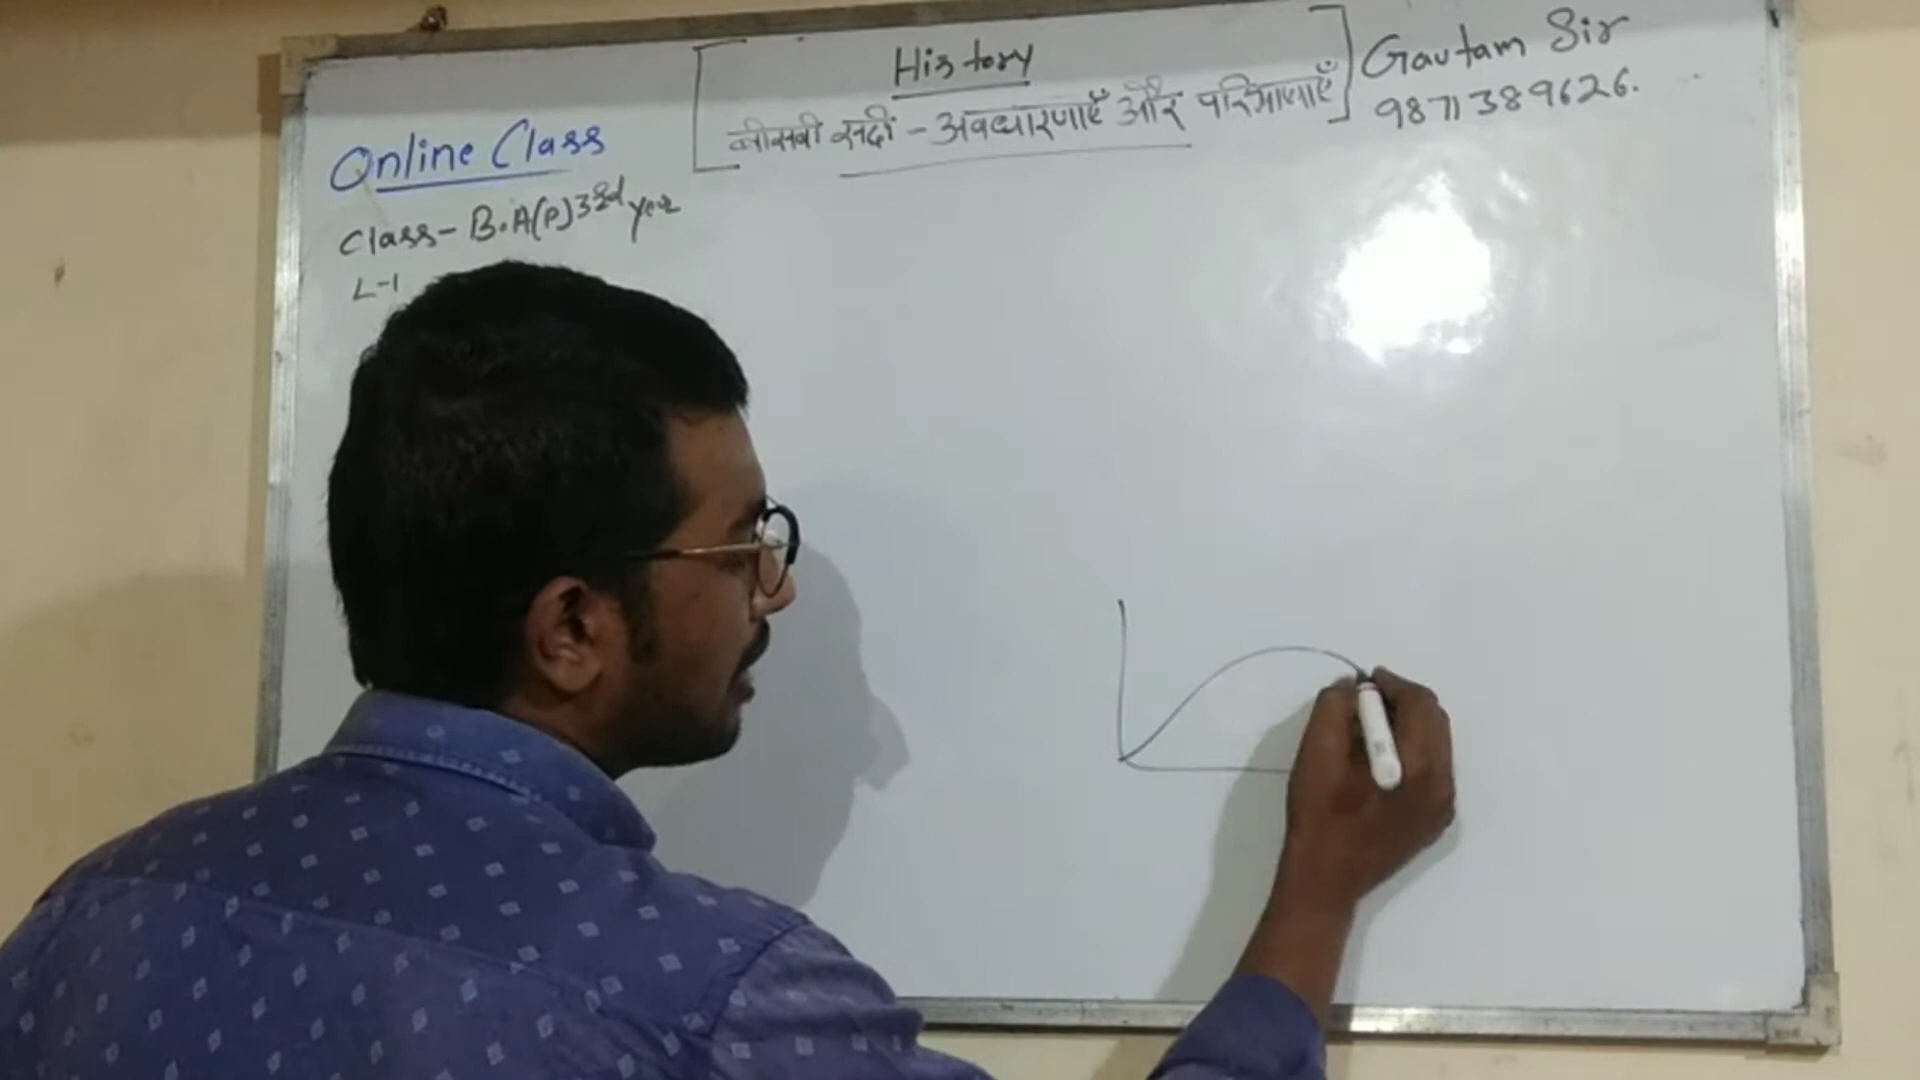 History
बीसवी सदी - अवधारणाएँ और परिभाषाएँ
Gautam Sir
9871389626.
Online Class
Class- B.A(P) 3rd year
L-1